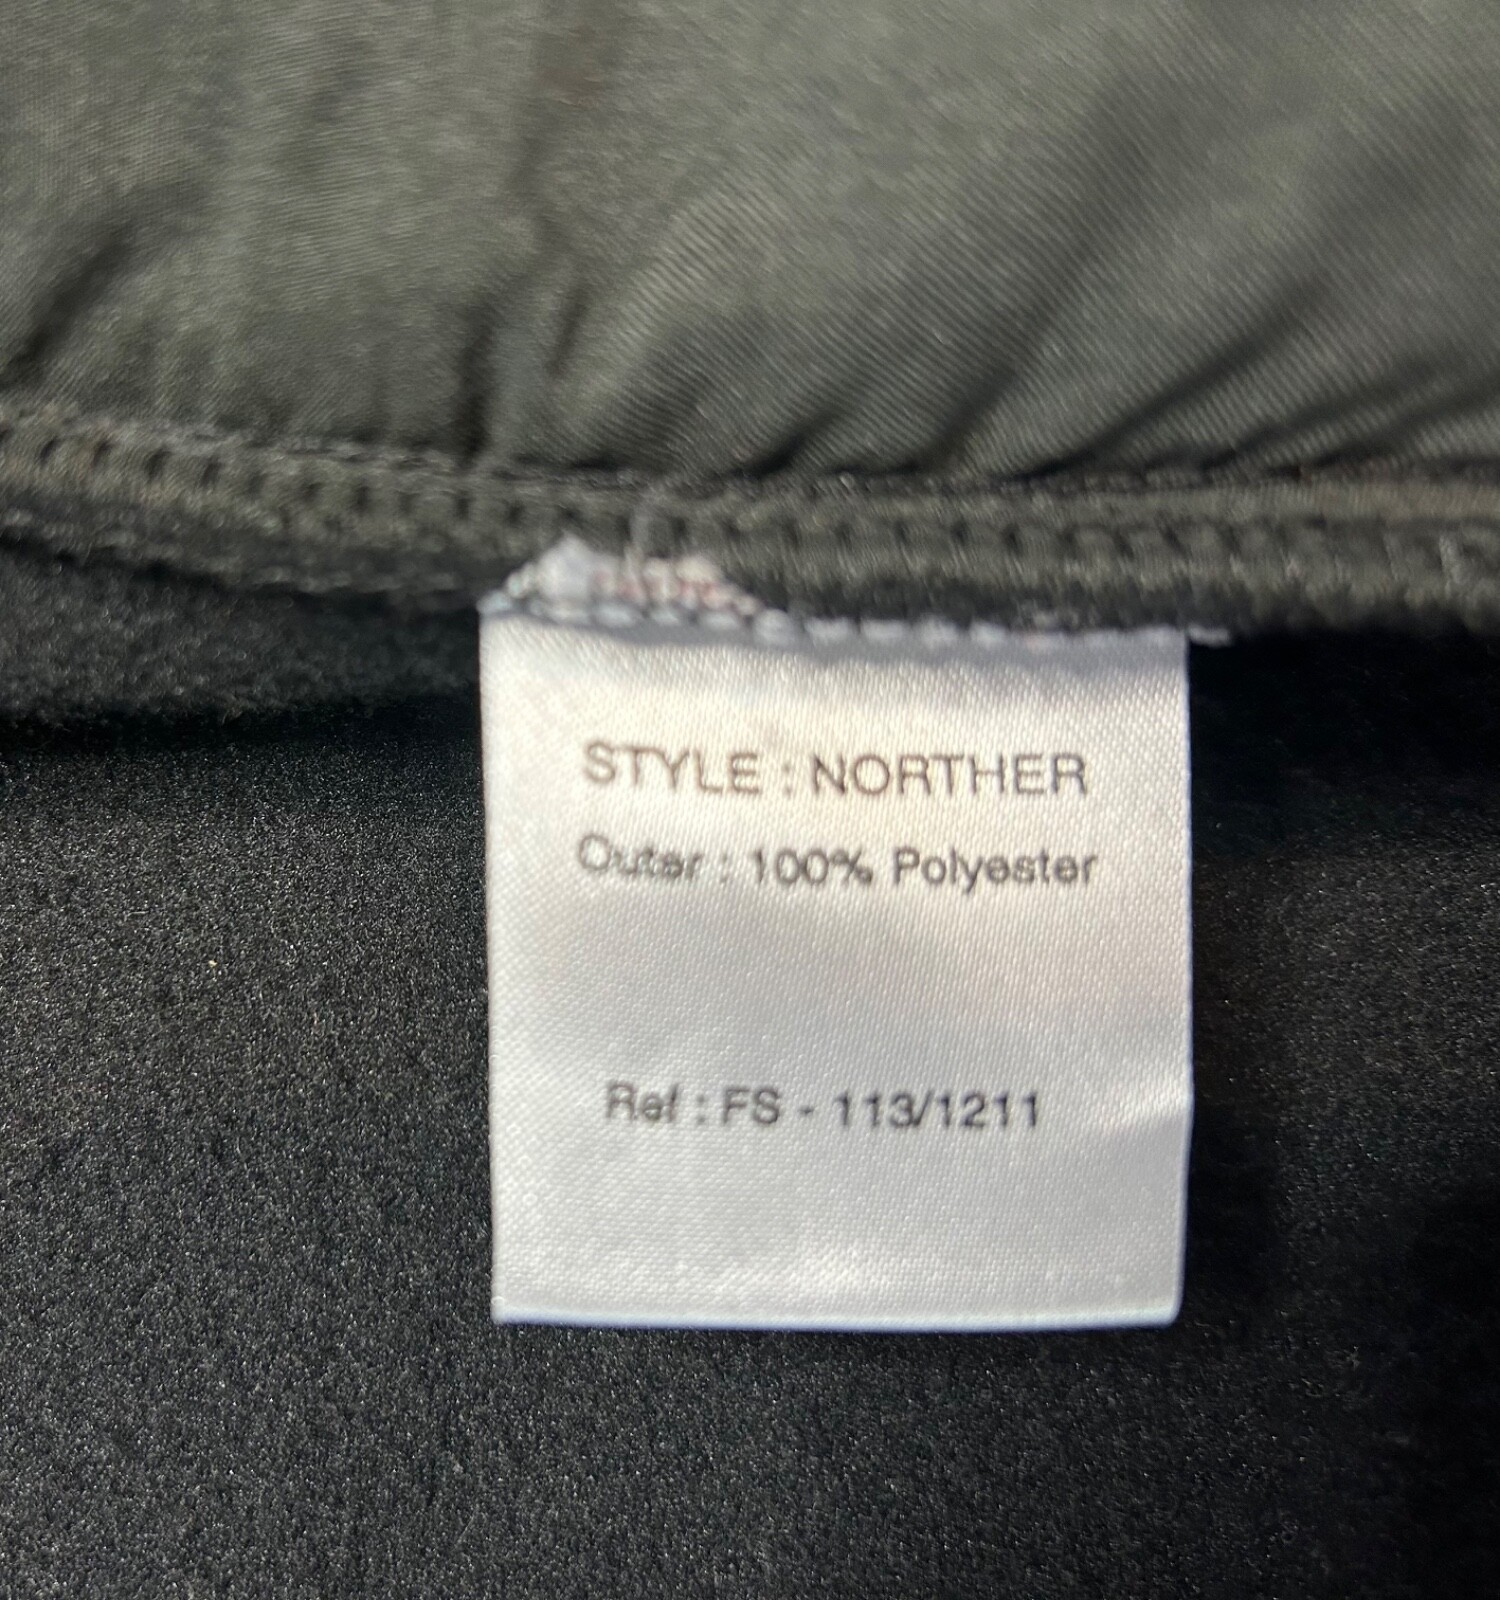 STYLE : NORTHER
Outer : 100% Polyester
Ref : FS - 113/1211